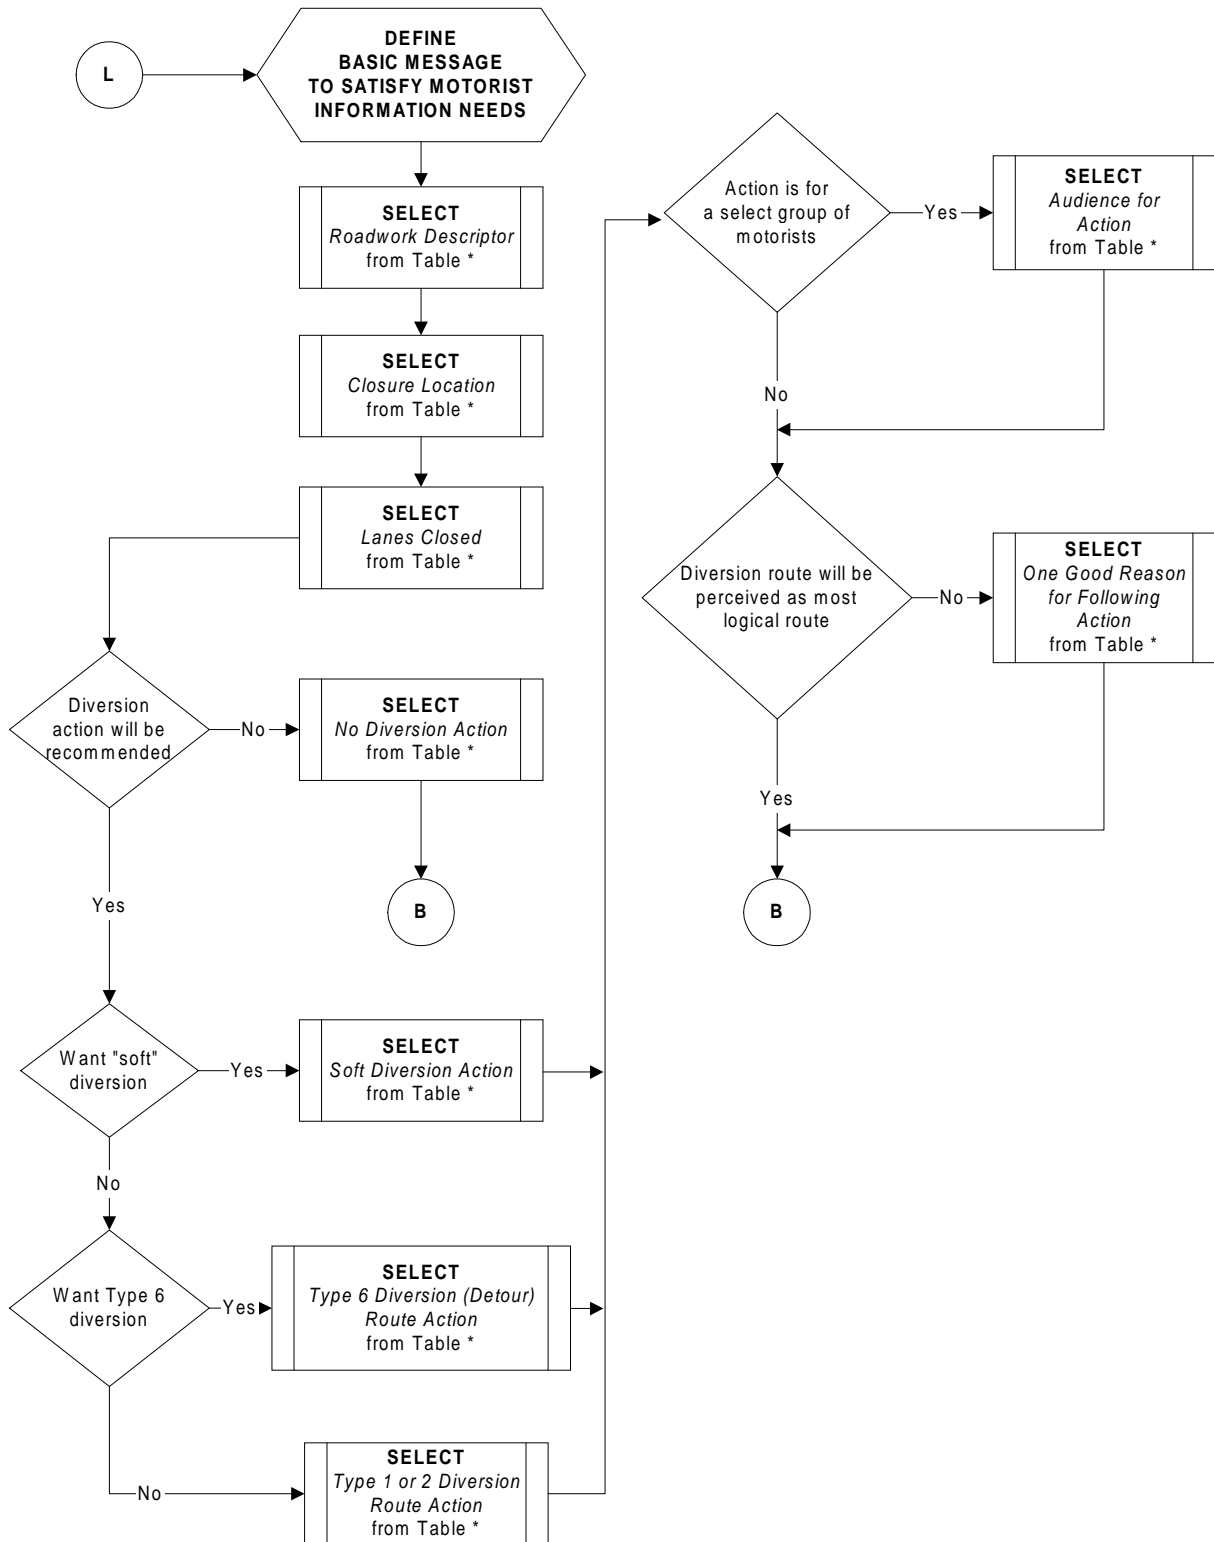 L
DEFINE
BASIC MESSAGE
TO SATISFY MOTORIST
INFORMATION NEEDS
SELECT
Roadwork Descriptor
from Table *
SELECT
Closure Location
from Table *
SELECT
Lanes Closed
from Table *
Diversion
action will be
recommended
No
SELECT
No Diversion Action
from Table *
B
Yes
Want "soft"
diversion
Yes
SELECT
Soft Diversion Action
from Table *
No
Want Type 6
diversion
Yes
SELECT
Type 6 Diversion (Detour)
Route Action
from Table *
No
SELECT
Type 1 or 2 Diversion
Route Action
from Table *
Action is for
a select group of
motorists
Yes
SELECT
Audience for
Action
from Table *
No
Diversion route will be
perceived as most
logical route
No
SELECT
One Good Reason
for Following
Action
from Table *
Yes
B